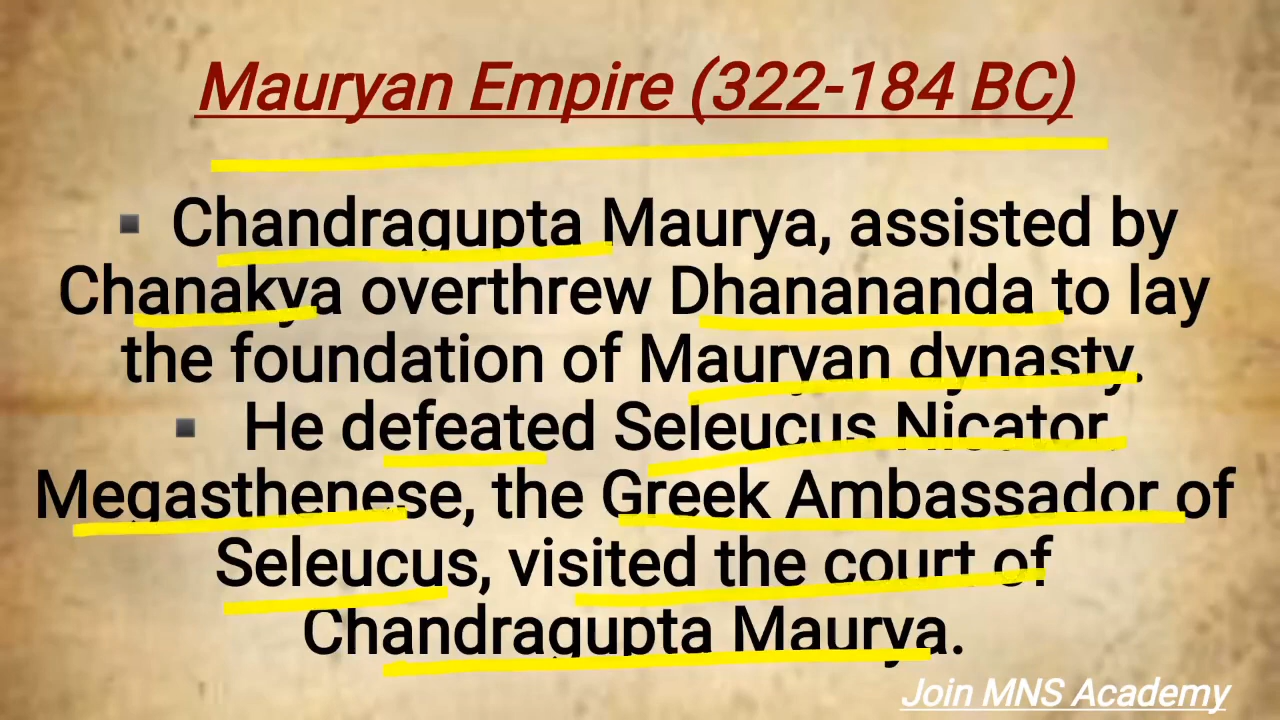 Mauryan Empire (322-184 BC)
▪ Chandragupta Maurya, assisted by
Chanakya overthrew Dhanananda to lay
the foundation of Mauryan dynasty.
▪ He defeated Seleucus Nicator.
Megasthenese, the Greek Ambassador of
Seleucus, visited the court of
Chandragupta Maurya.
Join MNS Academy